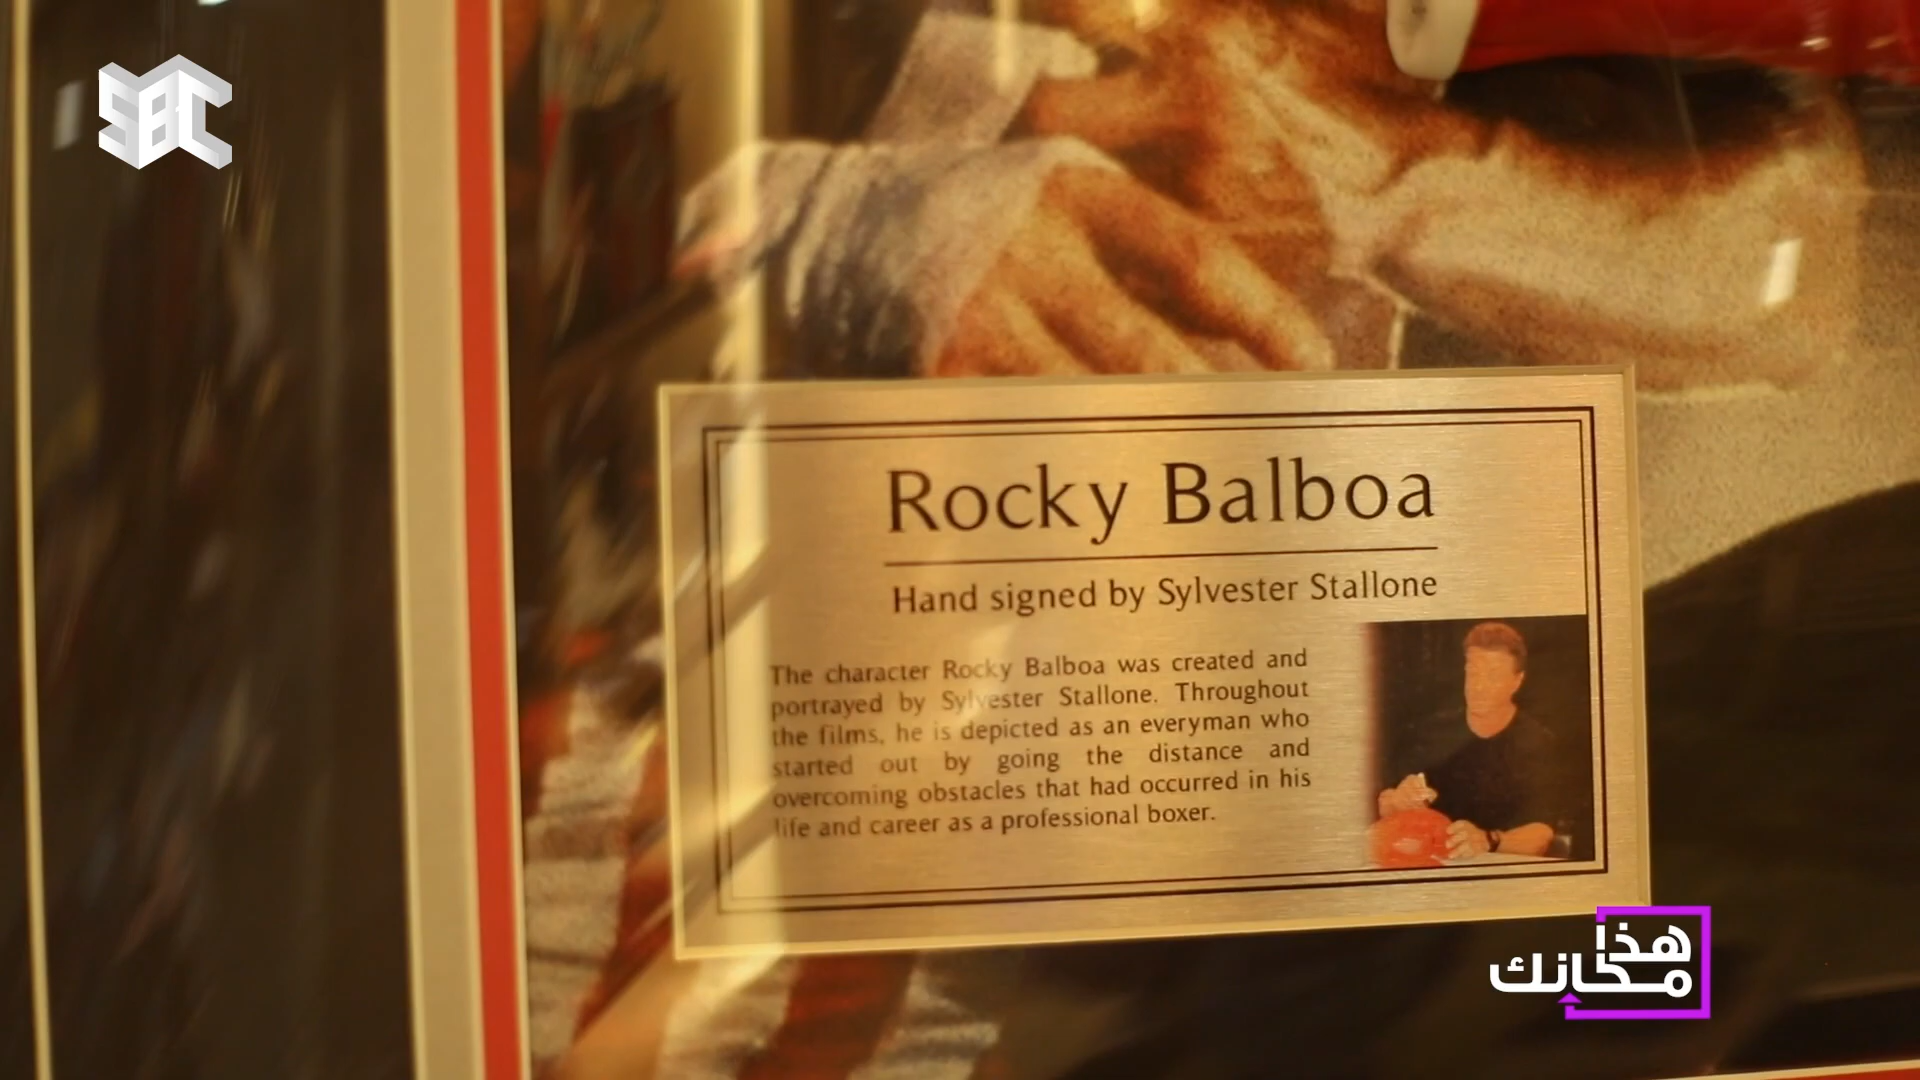 SBC
Rocky Balboa
Hand signed by Sylvester Stallone
The character Rocky Balboa was created and
portrayed by Sylvester Stallone. Throughout
the films, he is depicted as an everyman who
started out by going the distance and
overcoming obstacles that had occurred in his
life and career as a professional boxer.
هذا
مكانك